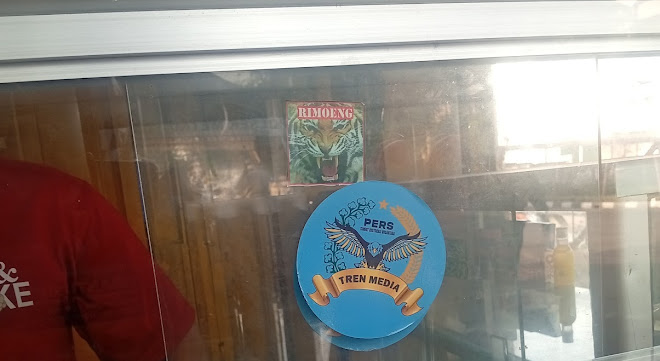 RIMOENG
PERS
TREN MEDIA
&
KE